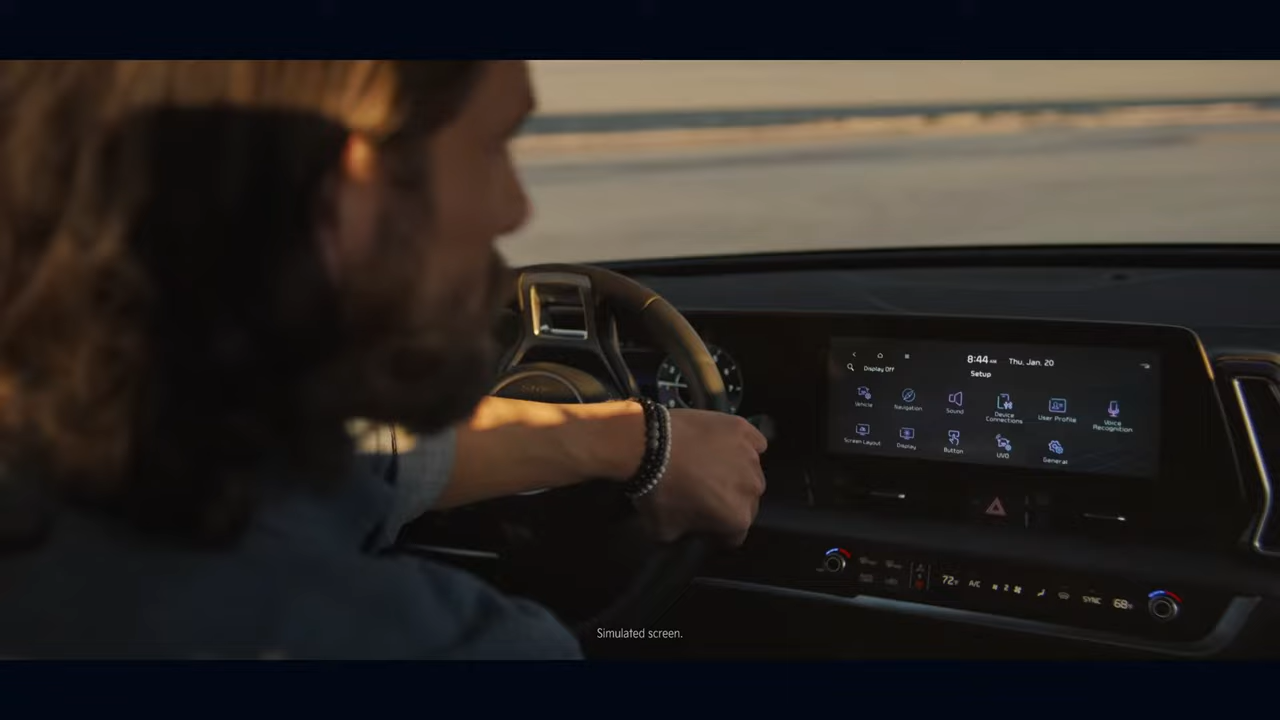 8:44 AM Thu, Jan. 20
Display Off
Setup
Vehicle
Navigation
Sound
Device
Connections
User Profile
Voice
Recognition
Screen Layout
Display
Button
UVO
General
72°F A/C 2 SYNC 68°F
Simulated screen.